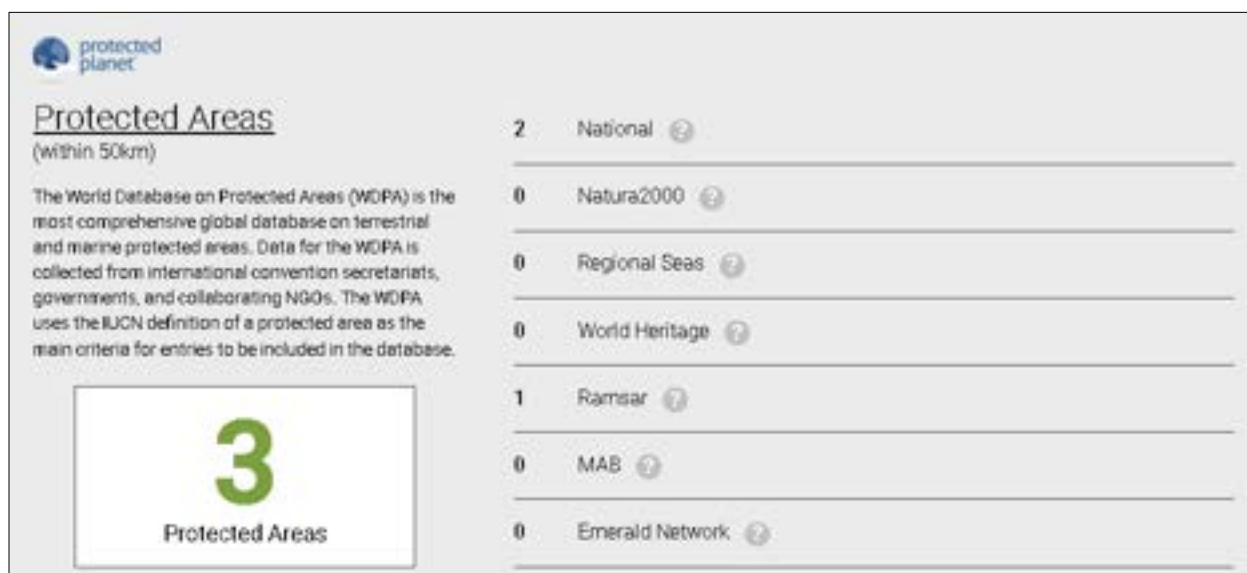 protected
planet
Protected Areas
(within 50km)
The World Database on Protected Areas (WDPA) is the
most comprehensive global database on terrestrial
and marine protected areas. Data for the WDPA is
collected from international convention secretariats,
governments, and collaborating NGOs. The WDPA
uses the IUCN definition of a protected area as the
main criteria for entries to be included in the database.
3
Protected Areas
2 National ?
0 Natura2000 ?
0 Regional Seas ?
0 World Heritage ?
1 Ramsar ?
0 MAB ?
0 Emerald Network ?